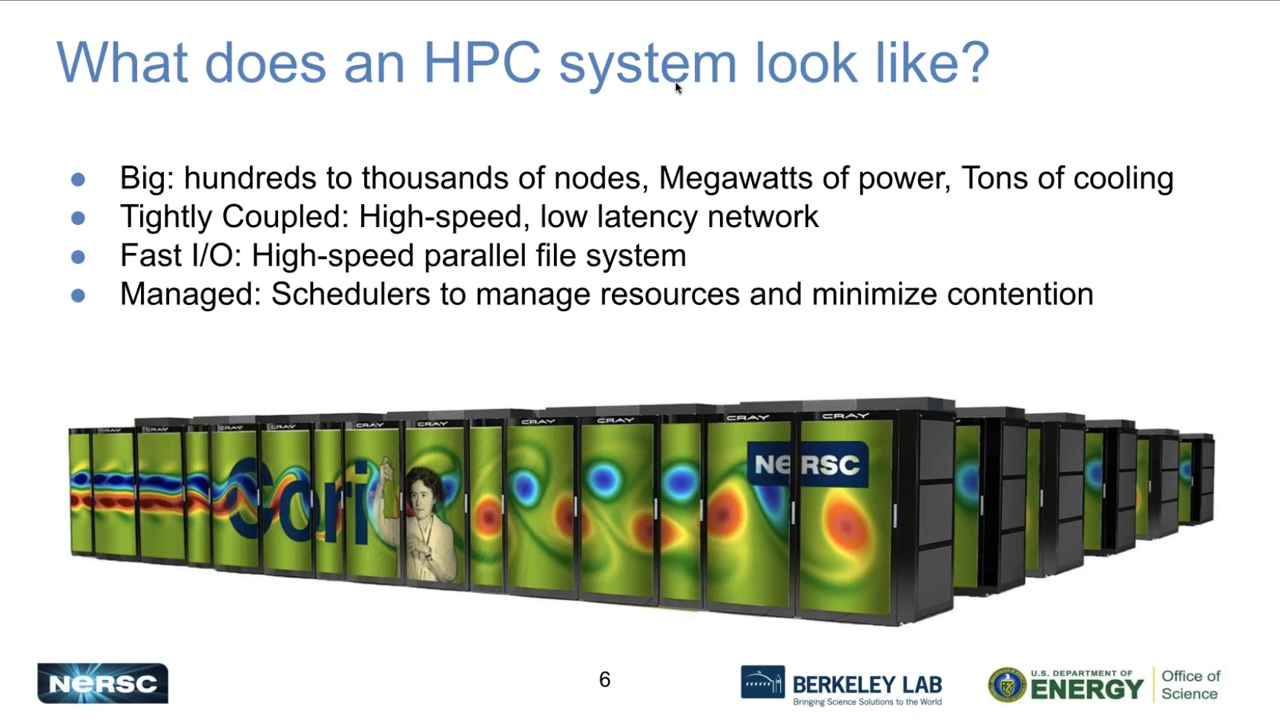 What does an HPC system look like?
● Big: hundreds to thousands of nodes, Megawatts of power, Tons of cooling
● Tightly Coupled: High-speed, low latency network
● Fast I/O: High-speed parallel file system
● Managed: Schedulers to manage resources and minimize contention
CRAY CRAY CRAY CRAY CRAY CRAY CRAY CRAY CRAY
NERSC
Cori
NERSC
6
BERKELEY LAB
Bringing Science Solutions to the World
U.S. DEPARTMENT OF
ENERGY
Office of
Science